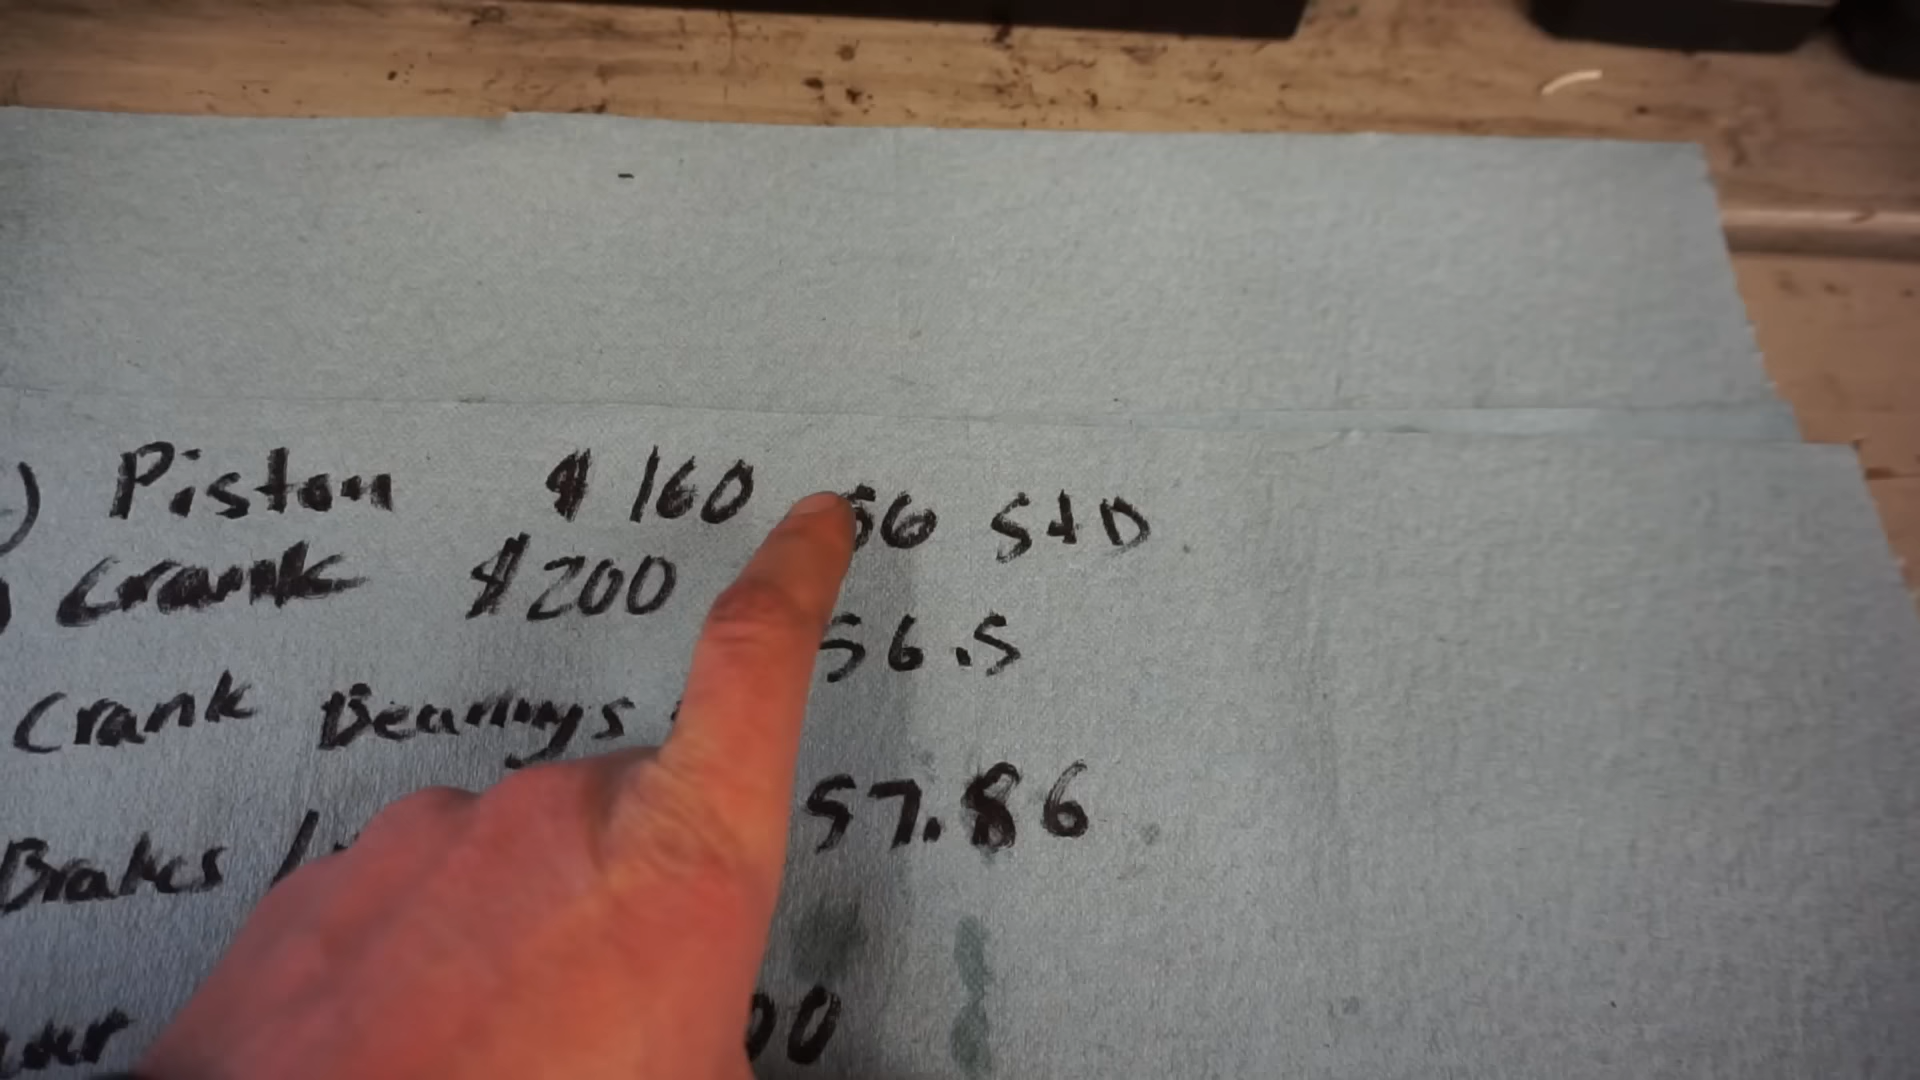 ) Piston $ 160 56 StD
Crank $200
56.5
Crank Bearings
57.86
Brakes
00